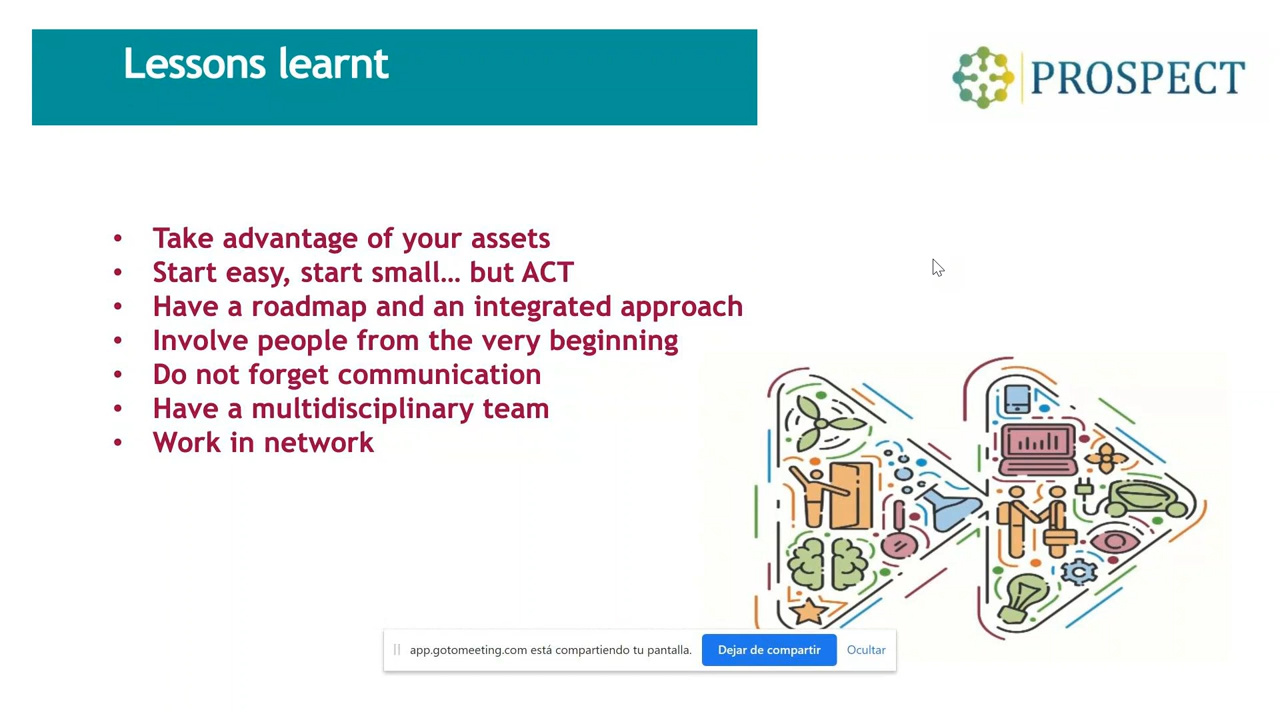 Lessons learnt
PROSPECT
• Take advantage of your assets
• Start easy, start small... but ACT
• Have a roadmap and an integrated approach
• Involve people from the very beginning
• Do not forget communication
• Have a multidisciplinary team
• Work in network
app.gotomeeting.com está compartiendo tu pantalla. Dejar de compartir Ocultar